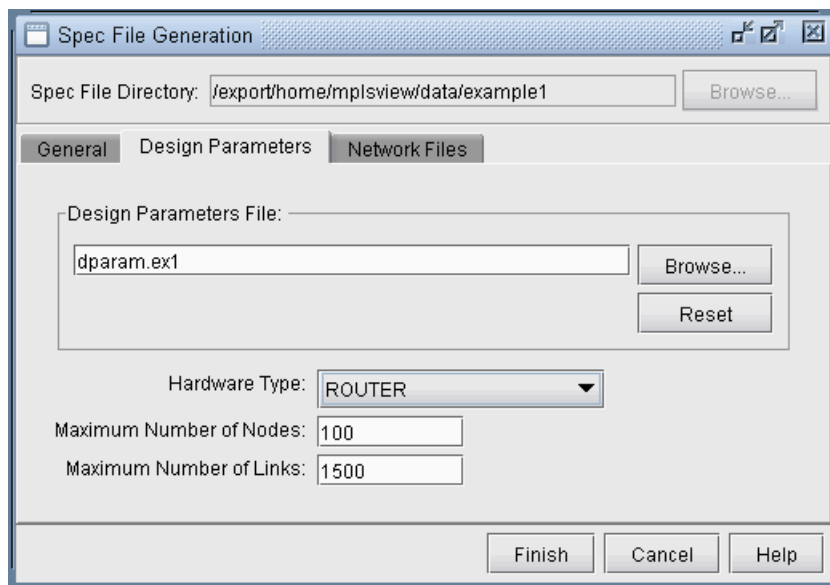 Spec File Generation
Spec File Directory: /export/home/mplsview/data/example1 Browse...
General Design Parameters Network Files
Design Parameters File:
dparam.ex1 Browse...
Reset
Hardware Type: ROUTER
Maximum Number of Nodes: 100
Maximum Number of Links: 1500
Finish Cancel Help